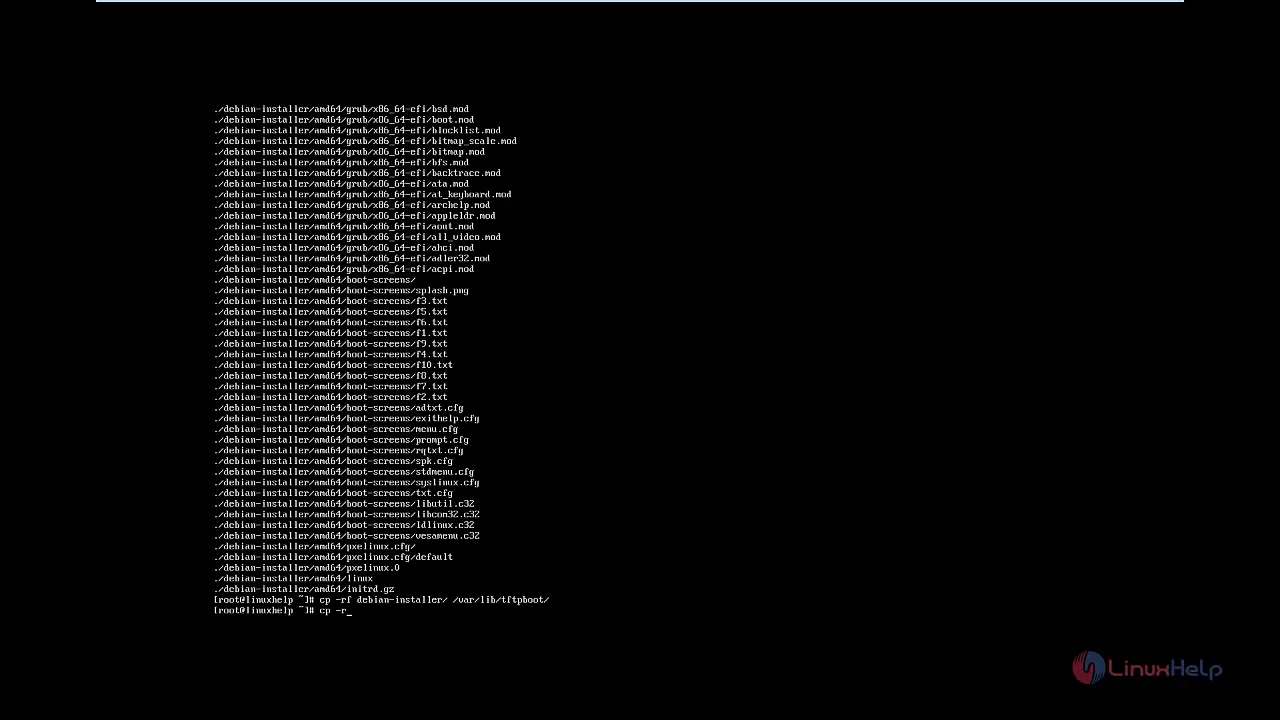 ./debian-installer/amd64/grub/x86_64-efi/bsd.mod
./debian-installer/amd64/grub/x86_64-efi/boot.mod
./debian-installer/amd64/grub/x86_64-efi/blocklist.mod
./debian-installer/amd64/grub/x86_64-efi/bitmap_scale.mod
./debian-installer/amd64/grub/x86_64-efi/bitmap.mod
./debian-installer/amd64/grub/x86_64-efi/bfs.mod
./debian-installer/amd64/grub/x86_64-efi/backtrace.mod
./debian-installer/amd64/grub/x86_64-efi/ata.mod
./debian-installer/amd64/grub/x86_64-efi/at_keyboard.mod
./debian-installer/amd64/grub/x86_64-efi/archelp.mod
./debian-installer/amd64/grub/x86_64-efi/appleldr.mod
./debian-installer/amd64/grub/x86_64-efi/aout.mod
./debian-installer/amd64/grub/x86_64-efi/all_video.mod
./debian-installer/amd64/grub/x86_64-efi/ahci.mod
./debian-installer/amd64/grub/x86_64-efi/adler32.mod
./debian-installer/amd64/grub/x86_64-efi/acpi.mod
./debian-installer/amd64/boot-screens/
./debian-installer/amd64/boot-screens/splash.png
./debian-installer/amd64/boot-screens/f3.txt
./debian-installer/amd64/boot-screens/f5.txt
./debian-installer/amd64/boot-screens/f6.txt
./debian-installer/amd64/boot-screens/f1.txt
./debian-installer/amd64/boot-screens/f9.txt
./debian-installer/amd64/boot-screens/f4.txt
./debian-installer/amd64/boot-screens/f10.txt
./debian-installer/amd64/boot-screens/f8.txt
./debian-installer/amd64/boot-screens/f7.txt
./debian-installer/amd64/boot-screens/f2.txt
./debian-installer/amd64/boot-screens/adtxt.cfg
./debian-installer/amd64/boot-screens/exithelp.cfg
./debian-installer/amd64/boot-screens/menu.cfg
./debian-installer/amd64/boot-screens/prompt.cfg
./debian-installer/amd64/boot-screens/rqtxt.cfg
./debian-installer/amd64/boot-screens/spk.cfg
./debian-installer/amd64/boot-screens/stdmenu.cfg
./debian-installer/amd64/boot-screens/syslinux.cfg
./debian-installer/amd64/boot-screens/txt.cfg
./debian-installer/amd64/boot-screens/libutil.c32
./debian-installer/amd64/boot-screens/libcom32.c32
./debian-installer/amd64/boot-screens/ldlinux.c32
./debian-installer/amd64/boot-screens/vesamenu.c32
./debian-installer/amd64/pxelinux.cfg/
./debian-installer/amd64/pxelinux.cfg/default
./debian-installer/amd64/pxelinux.0
./debian-installer/amd64/linux
./debian-installer/amd64/initrd.gz
[root@linuxhelp ~]# cp -rf debian-installer/ /var/lib/tftpboot/
[root@linuxhelp ~]# cp -r_
LinuxHelp